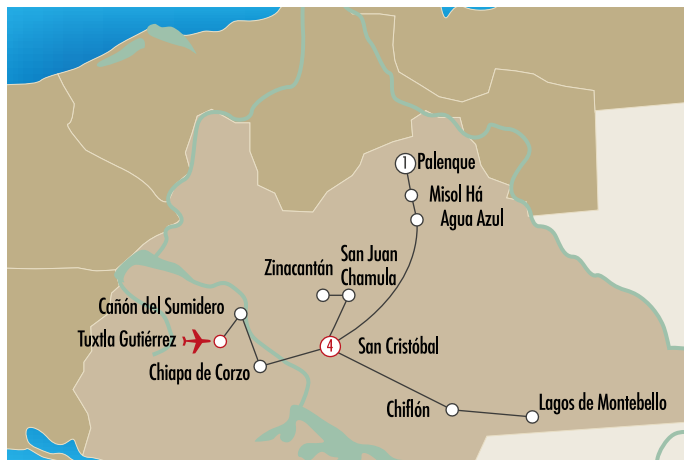 1 Palenque
Misol Há
Agua Azul
San Juan
Chamula
Zinacantán
Cañón del Sumidero
Tuxtla Gutiérrez
Chiapa de Corzo
4 San Cristóbal
Chiflón
Lagos de Montebello